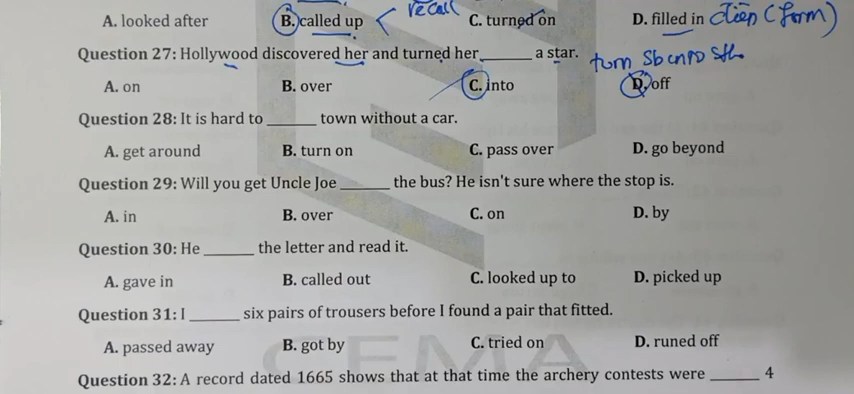 recall
A. looked after B. called up C. turned on D. filled in điền (form)
Question 27: Hollywood discovered her and turned her______ a star. turn Sb into Sth
A. on B. over C. into D. off
Question 28: It is hard to ______ town without a car.
A. get around B. turn on C. pass over D. go beyond
Question 29: Will you get Uncle Joe ______ the bus? He isn't sure where the stop is.
A. in B. over C. on D. by
Question 30: He ______ the letter and read it.
A. gave in B. called out C. looked up to D. picked up
Question 31: I ______ six pairs of trousers before I found a pair that fitted.
A. passed away B. got by C. tried on D. runed off
CFMA
Question 32: A record dated 1665 shows that at that time the archery contests were ______ 4